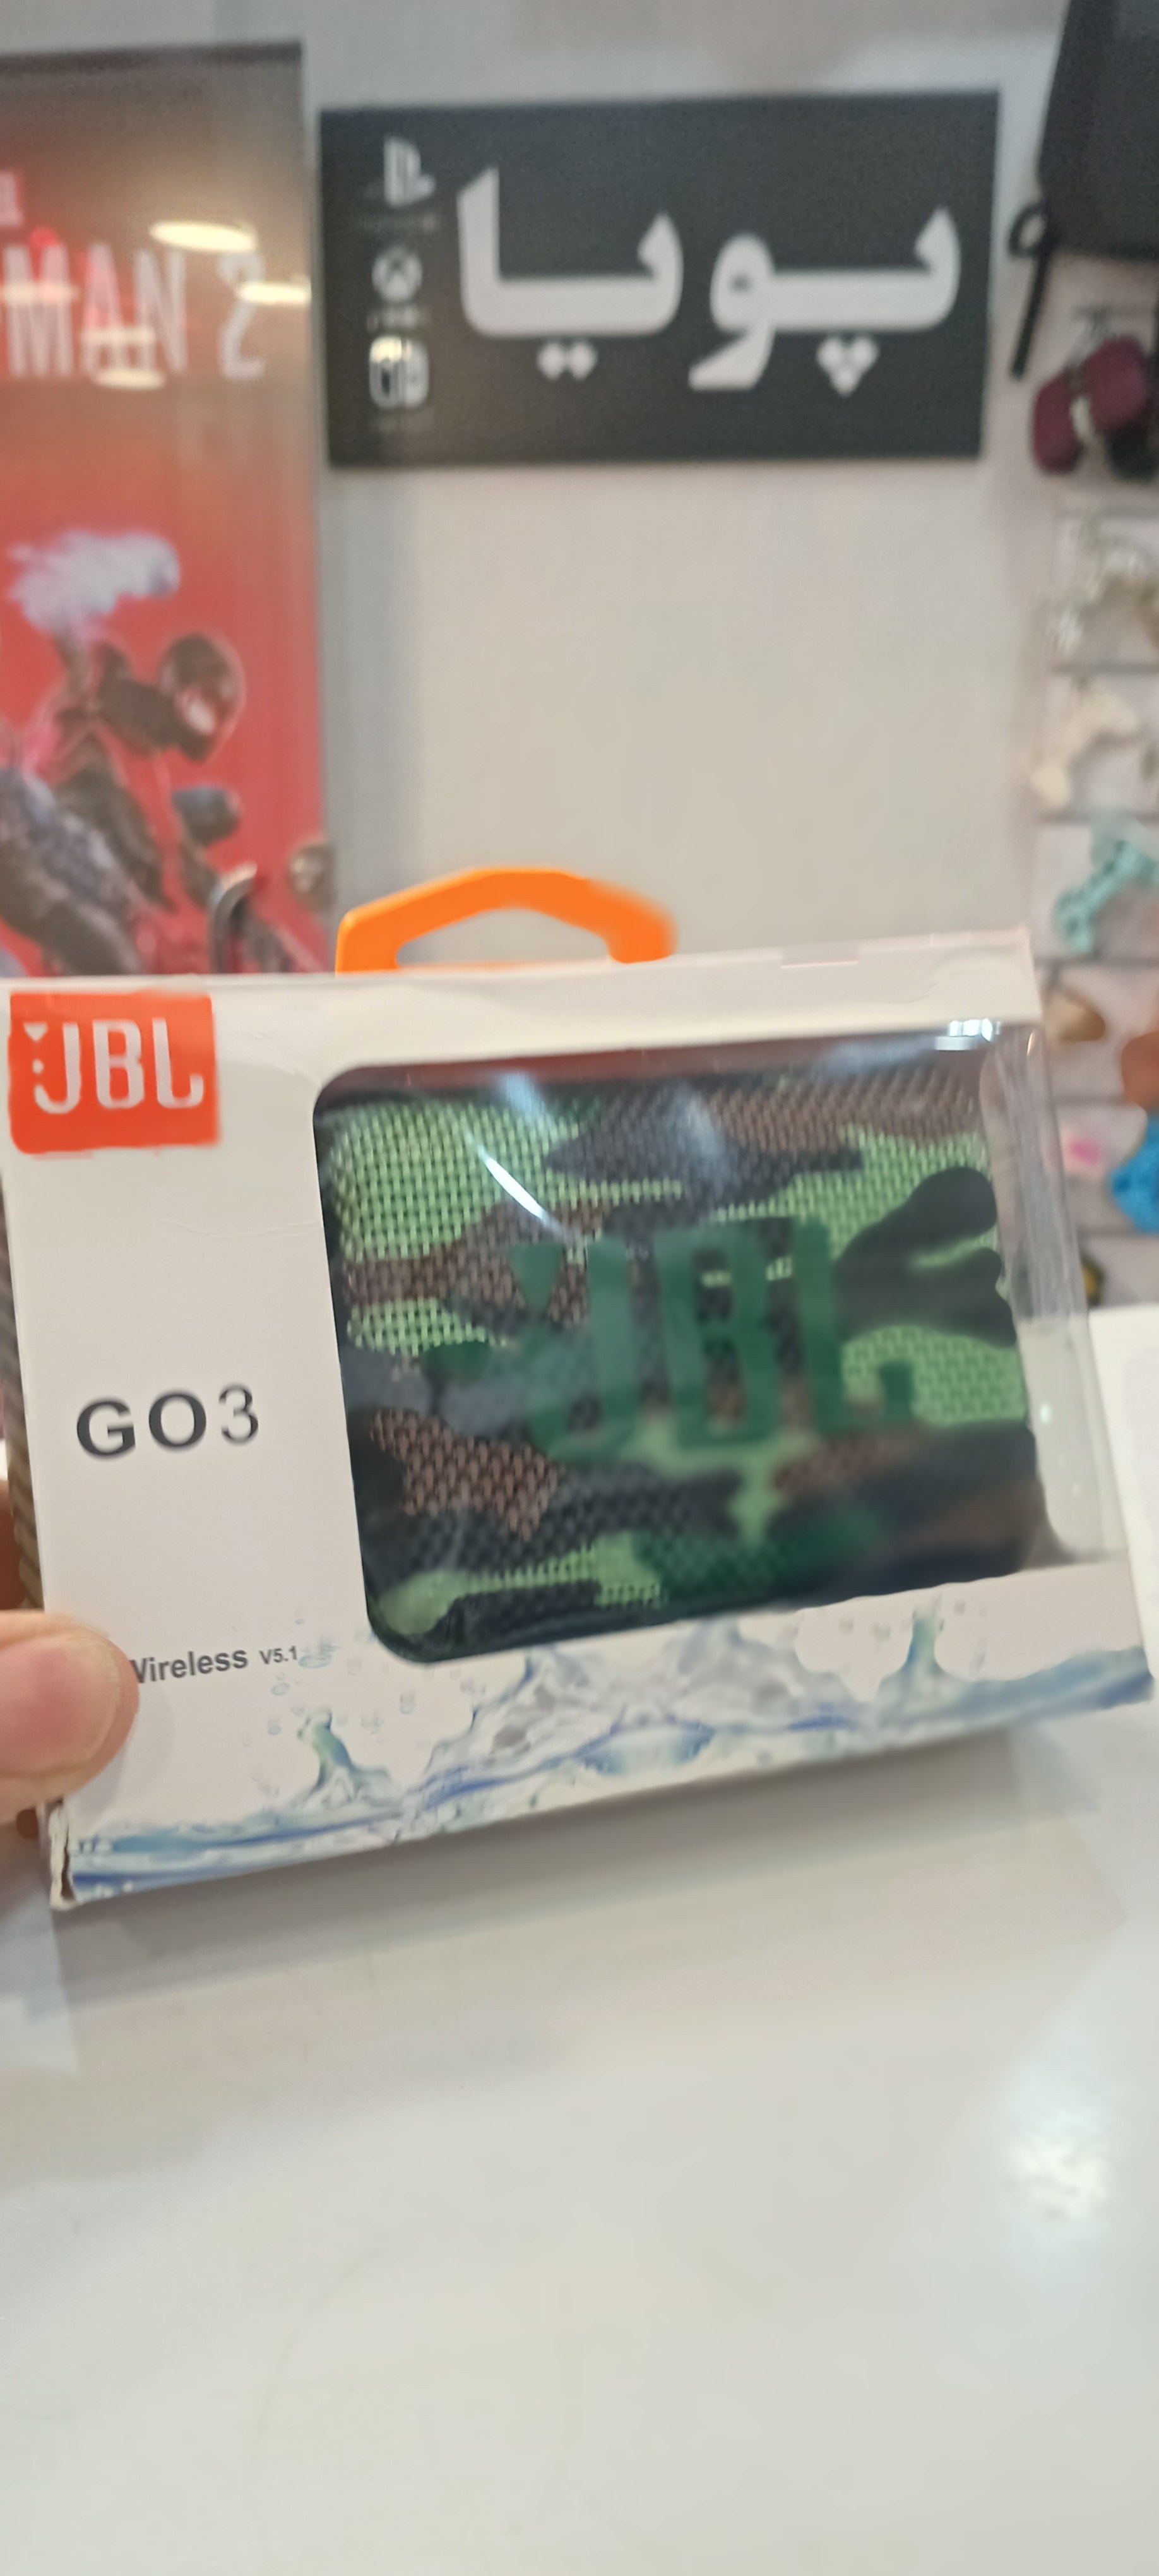 MAN 2
پویا
JBL
JBL
GO3
Wireless V5.1